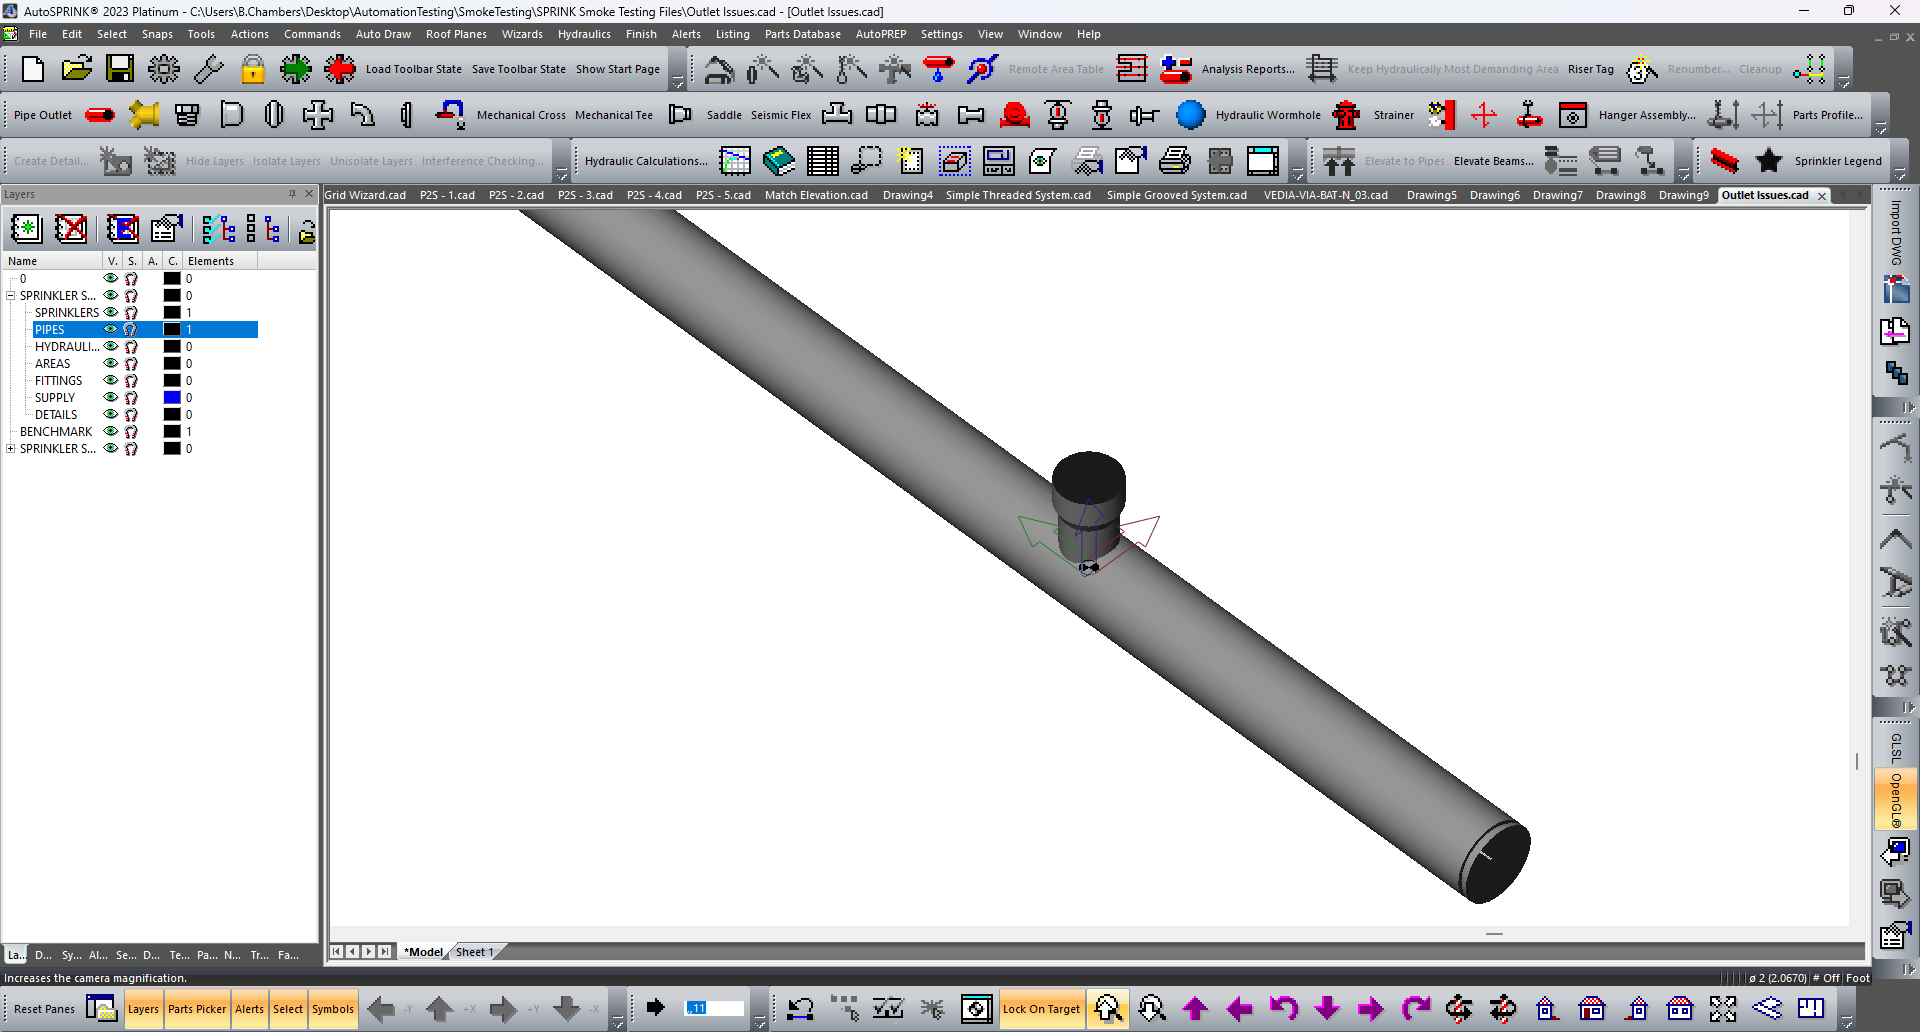 AutoSPRINK® 2023 Platinum - C:\Users\B.Chambers\Desktop\AutomationTesting\SmokeTesting\SPRINK Smoke Testing Files\Outlet Issues.cad - [Outlet Issues.cad]
File Edit Select Snaps Tools Actions Commands Auto Draw Roof Planes Wizards Hydraulics Finish Alerts Listing Parts Database AutoPREP Settings View Window Help
Load Toolbar State Save Toolbar State Show Start Page Remote Area Table Analysis Reports... Keep Hydraulically Most Demanding Area Riser Tag Renumber... Cleanup
Pipe Outlet Mechanical Cross Mechanical Tee Saddle Seismic Flex Hydraulic Wormhole Strainer Hanger Assembly... Parts Profile...
Create Detail... Hide Layers Isolate Layers Unisolate Layers Interference Checking... Hydraulic Calculations... Elevate to Pipes Elevate Beams... Sprinkler Legend
Layers
Grid Wizard.cad P2S - 1.cad P2S - 2.cad P2S - 3.cad P2S - 4.cad P2S - 5.cad Match Elevation.cad Drawing4 Simple Threaded System.cad Simple Grooved System.cad VEDIA-VIA-BAT-N_03.cad Drawing5 Drawing6 Drawing7 Drawing8 Drawing9 Outlet Issues.cad
Name V. S. A. C. Elements
0 0
SPRINKLER S... 0
SPRINKLERS 1
PIPES 1
HYDRAULI... 0
AREAS 0
FITTINGS 0
SUPPLY 0
DETAILS 0
BENCHMARK 1
SPRINKLER S... 0
Import DWG
GLSL
OpenGL®
La... D... Sy... Al... Se... D... Te... Pa... N... Tr... Fa...
*Model Sheet 1
Increases the camera magnification.
ø 2 (2.0670) # Off Foot
Reset Panes Layers Parts Picker Alerts Select Symbols -Y +X +Y -X ,,11 Lock On Target